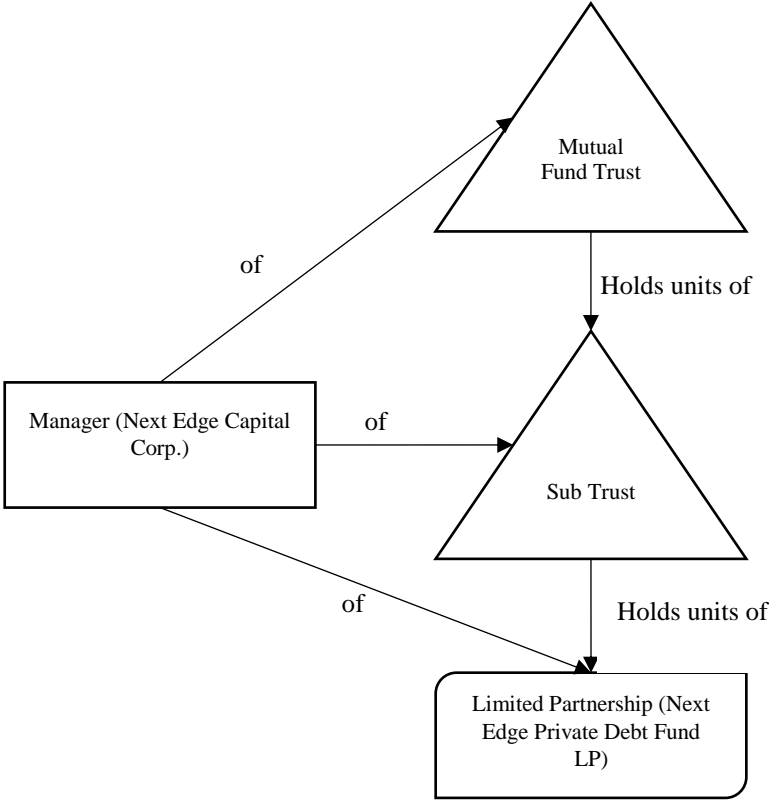 Mutual
Fund Trust
of
Holds units of
Manager (Next Edge Capital
Corp.)
of
Sub Trust
of
Holds units of
Limited Partnership (Next
Edge Private Debt Fund
LP)